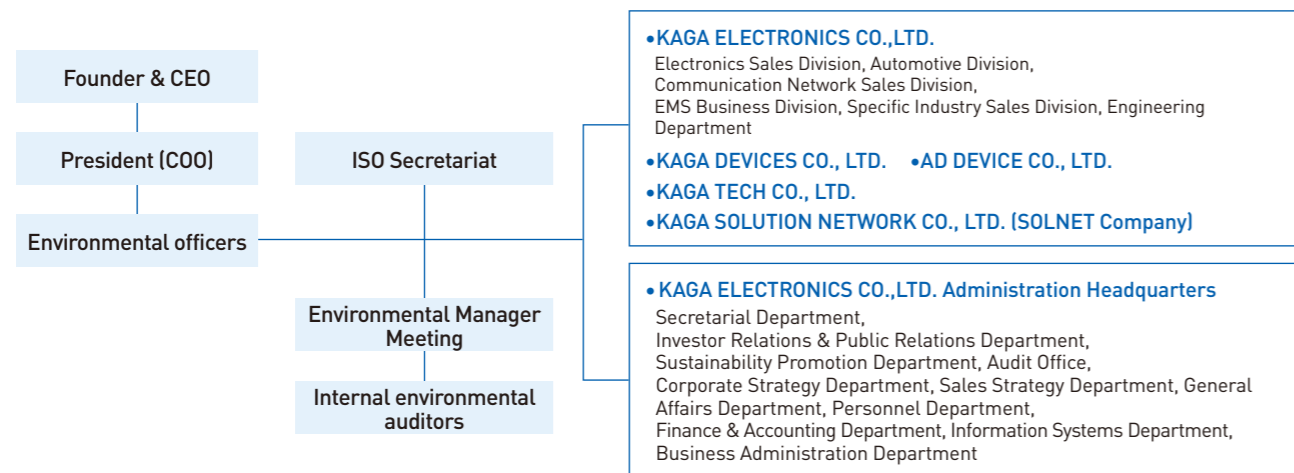 Founder & CEO
President (COO)
Environmental officers
ISO Secretariat
Environmental Manager
Meeting
Internal environmental
auditors
•KAGA ELECTRONICS CO.,LTD.
Electronics Sales Division, Automotive Division,
Communication Network Sales Division,
EMS Business Division, Specific Industry Sales Division, Engineering
Department
•KAGA DEVICES CO., LTD. •AD DEVICE CO., LTD.
•KAGA TECH CO., LTD.
•KAGA SOLUTION NETWORK CO., LTD. (SOLNET Company)
•KAGA ELECTRONICS CO.,LTD. Administration Headquarters
Secretarial Department,
Investor Relations & Public Relations Department,
Sustainability Promotion Department, Audit Office,
Corporate Strategy Department, Sales Strategy Department, General
Affairs Department, Personnel Department,
Finance & Accounting Department, Information Systems Department,
Business Administration Department